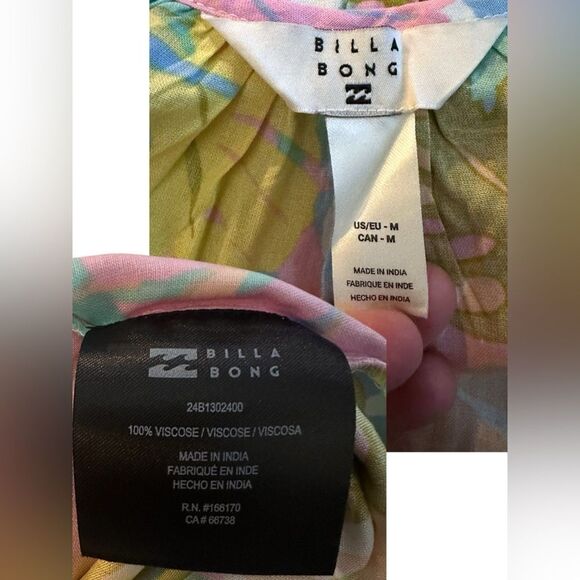 BILLA
BONG
US/EU - M
CAN - M
MADE IN INDIA
FABRIQUE EN INDE
HECHO EN INDIA
BILLA
BONG
24B1302400
100% VISCOSE / VISCOSE / VISCOSA
MADE IN INDIA
FABRIQUÉ EN INDE
HECHO EN INDIA
R.N. #166170
CA # 66738